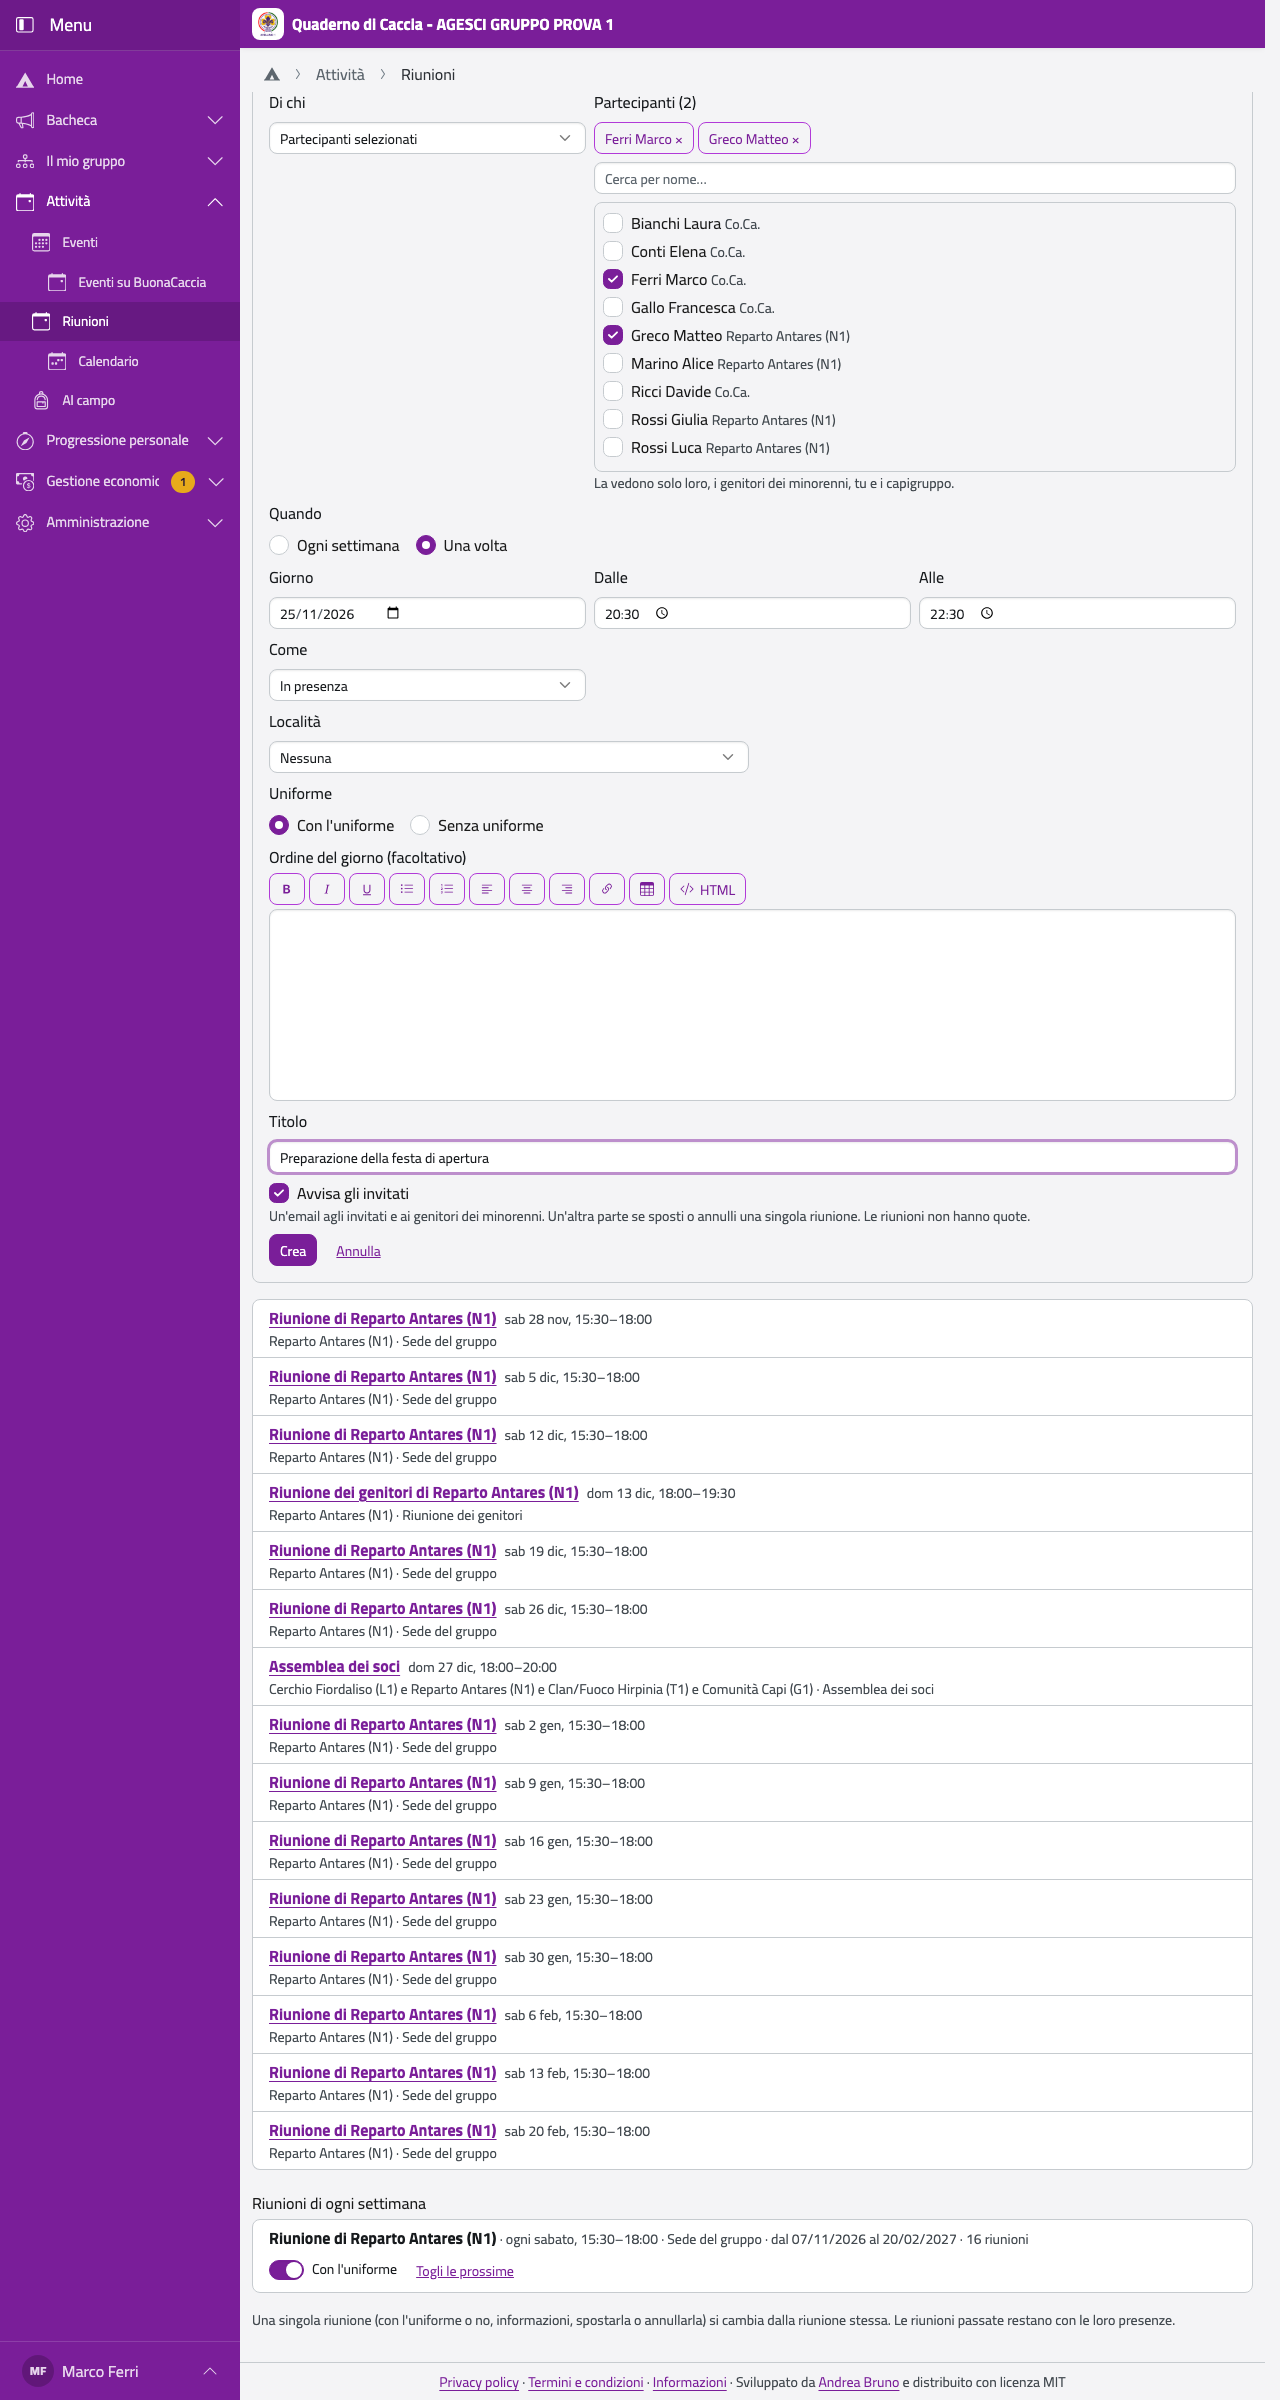 Menu
Quaderno di Caccia - AGESCI GRUPPO PROVA 1
Home
Bacheca
Il mio gruppo
Attività
Eventi
Eventi su BuonaCaccia
Riunioni
Calendario
Al campo
Progressione personale
Gestione economic 1
Amministrazione
Attività Riunioni
Di chi
Partecipanti selezionati
Partecipanti (2)
Ferri Marco × Greco Matteo ×
Cerca per nome...
Bianchi Laura Co.Ca.
Conti Elena Co.Ca.
Ferri Marco Co.Ca.
Gallo Francesca Co.Ca.
Greco Matteo Reparto Antares (N1)
Marino Alice Reparto Antares (N1)
Ricci Davide Co.Ca.
Rossi Giulia Reparto Antares (N1)
Rossi Luca Reparto Antares (N1)
La vedono solo loro, i genitori dei minorenni, tu e i capigruppo.
Quando
Ogni settimana Una volta
Giorno Dalle Alle
25/11/2026 20:30 22:30
Come
In presenza
Località
Nessuna
Uniforme
Con l'uniforme Senza uniforme
Ordine del giorno (facoltativo)
B I U </> HTML
Titolo
Preparazione della festa di apertura
Avvisa gli invitati
Un'email agli invitati e ai genitori dei minorenni. Un'altra parte se sposti o annulli una singola riunione. Le riunioni non hanno quote.
Crea Annulla
Riunione di Reparto Antares (N1) sab 28 nov, 15:30–18:00
Reparto Antares (N1) · Sede del gruppo
Riunione di Reparto Antares (N1) sab 5 dic, 15:30–18:00
Reparto Antares (N1) · Sede del gruppo
Riunione di Reparto Antares (N1) sab 12 dic, 15:30–18:00
Reparto Antares (N1) · Sede del gruppo
Riunione dei genitori di Reparto Antares (N1) dom 13 dic, 18:00–19:30
Reparto Antares (N1) · Riunione dei genitori
Riunione di Reparto Antares (N1) sab 19 dic, 15:30–18:00
Reparto Antares (N1) · Sede del gruppo
Riunione di Reparto Antares (N1) sab 26 dic, 15:30–18:00
Reparto Antares (N1) · Sede del gruppo
Assemblea dei soci dom 27 dic, 18:00–20:00
Cerchio Fiordaliso (L1) e Reparto Antares (N1) e Clan/Fuoco Hirpinia (T1) e Comunità Capi (G1) · Assemblea dei soci
Riunione di Reparto Antares (N1) sab 2 gen, 15:30–18:00
Reparto Antares (N1) · Sede del gruppo
Riunione di Reparto Antares (N1) sab 9 gen, 15:30–18:00
Reparto Antares (N1) · Sede del gruppo
Riunione di Reparto Antares (N1) sab 16 gen, 15:30–18:00
Reparto Antares (N1) · Sede del gruppo
Riunione di Reparto Antares (N1) sab 23 gen, 15:30–18:00
Reparto Antares (N1) · Sede del gruppo
Riunione di Reparto Antares (N1) sab 30 gen, 15:30–18:00
Reparto Antares (N1) · Sede del gruppo
Riunione di Reparto Antares (N1) sab 6 feb, 15:30–18:00
Reparto Antares (N1) · Sede del gruppo
Riunione di Reparto Antares (N1) sab 13 feb, 15:30–18:00
Reparto Antares (N1) · Sede del gruppo
Riunione di Reparto Antares (N1) sab 20 feb, 15:30–18:00
Reparto Antares (N1) · Sede del gruppo
Riunioni di ogni settimana
Riunione di Reparto Antares (N1) · ogni sabato, 15:30–18:00 · Sede del gruppo · dal 07/11/2026 al 20/02/2027 · 16 riunioni
Con l'uniforme Togli le prossime
Una singola riunione (con l'uniforme o no, informazioni, spostarla o annullarla) si cambia dalla riunione stessa. Le riunioni passate restano con le loro presenze.
MF Marco Ferri
Privacy policy · Termini e condizioni · Informazioni · Sviluppato da Andrea Bruno e distribuito con licenza MIT